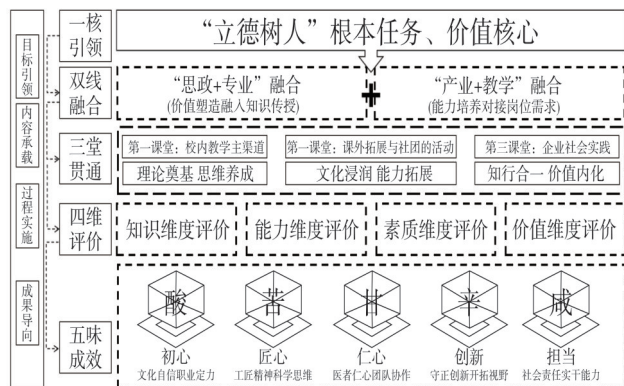 目标引领
内容承载
过程实施
成果导向
一核
引领
“立德树人”根本任务、价值核心
双线
融合
“思政+专业”融合
(价值塑造融入知识传授)
+
“产业+教学”融合
(能力培养对接岗位需求)
三堂
贯通
第一课堂：校内教学主渠道
第一课堂：课外拓展与社团的活动
第三课堂：企业社会实践
理论奠基 思维养成
文化浸润 能力拓展
知行合一 价值内化
四维
评价
知识维度评价
能力维度评价
素质维度评价
价值维度评价
五味
成效
酸
苦
甘
辛
咸
初心
匠心
仁心
创新
担当
文化自信职业定力
工匠精神科学思维
医者仁心团队协作
守正创新开拓视野
社会责任实干能力